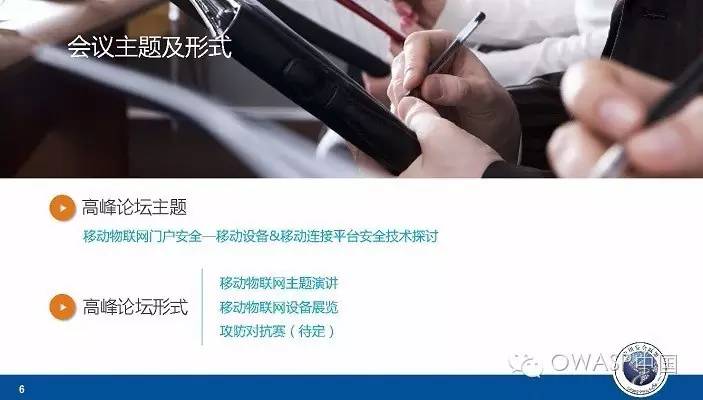 会议主题及形式
高峰论坛主题
移动物联网门户安全—移动设备&移动连接平台安全技术探讨
高峰论坛形式
移动物联网主题演讲
移动物联网设备展览
攻防对抗赛（待定）
OWASP中国
6